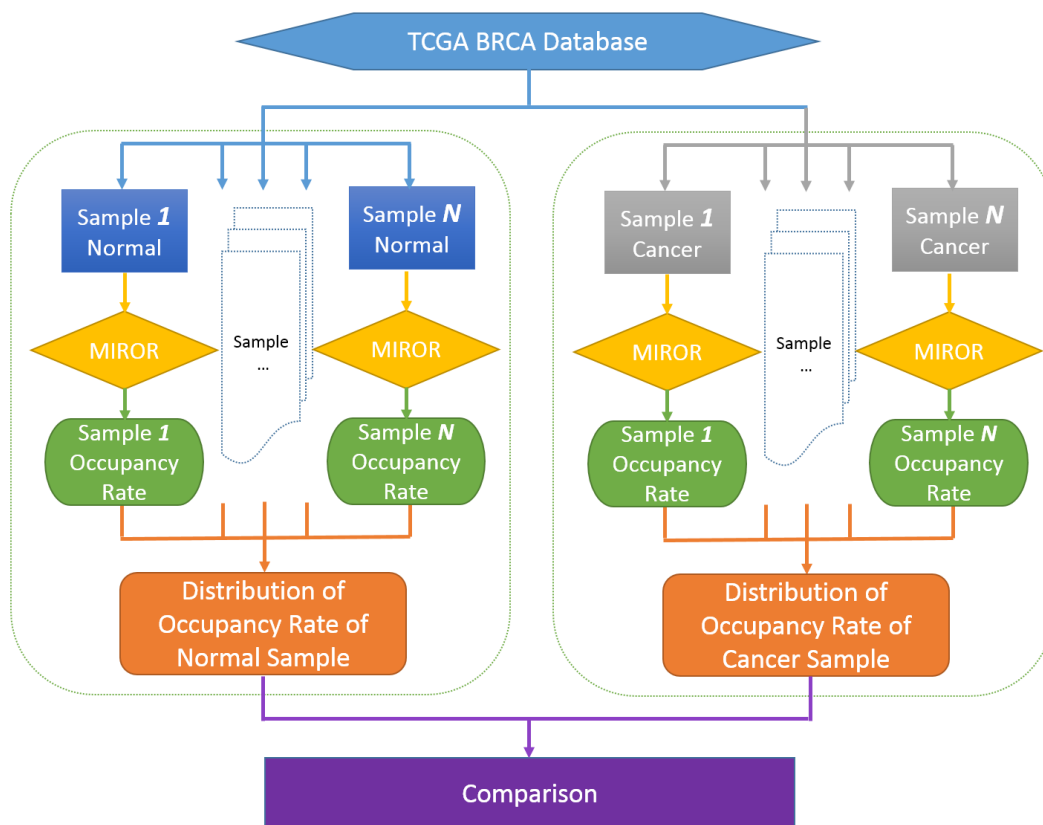 TCGA BRCA Database
Sample 1
Normal
Sample N
Normal
Sample 1
Cancer
Sample N
Cancer
MIROR
Sample
...
MIROR
MIROR
Sample
...
MIROR
Sample 1
Occupancy
Rate
Sample N
Occupancy
Rate
Sample 1
Occupancy
Rate
Sample N
Occupancy
Rate
Distribution of
Occupancy Rate of
Normal Sample
Distribution of
Occupancy Rate of
Cancer Sample
Comparison